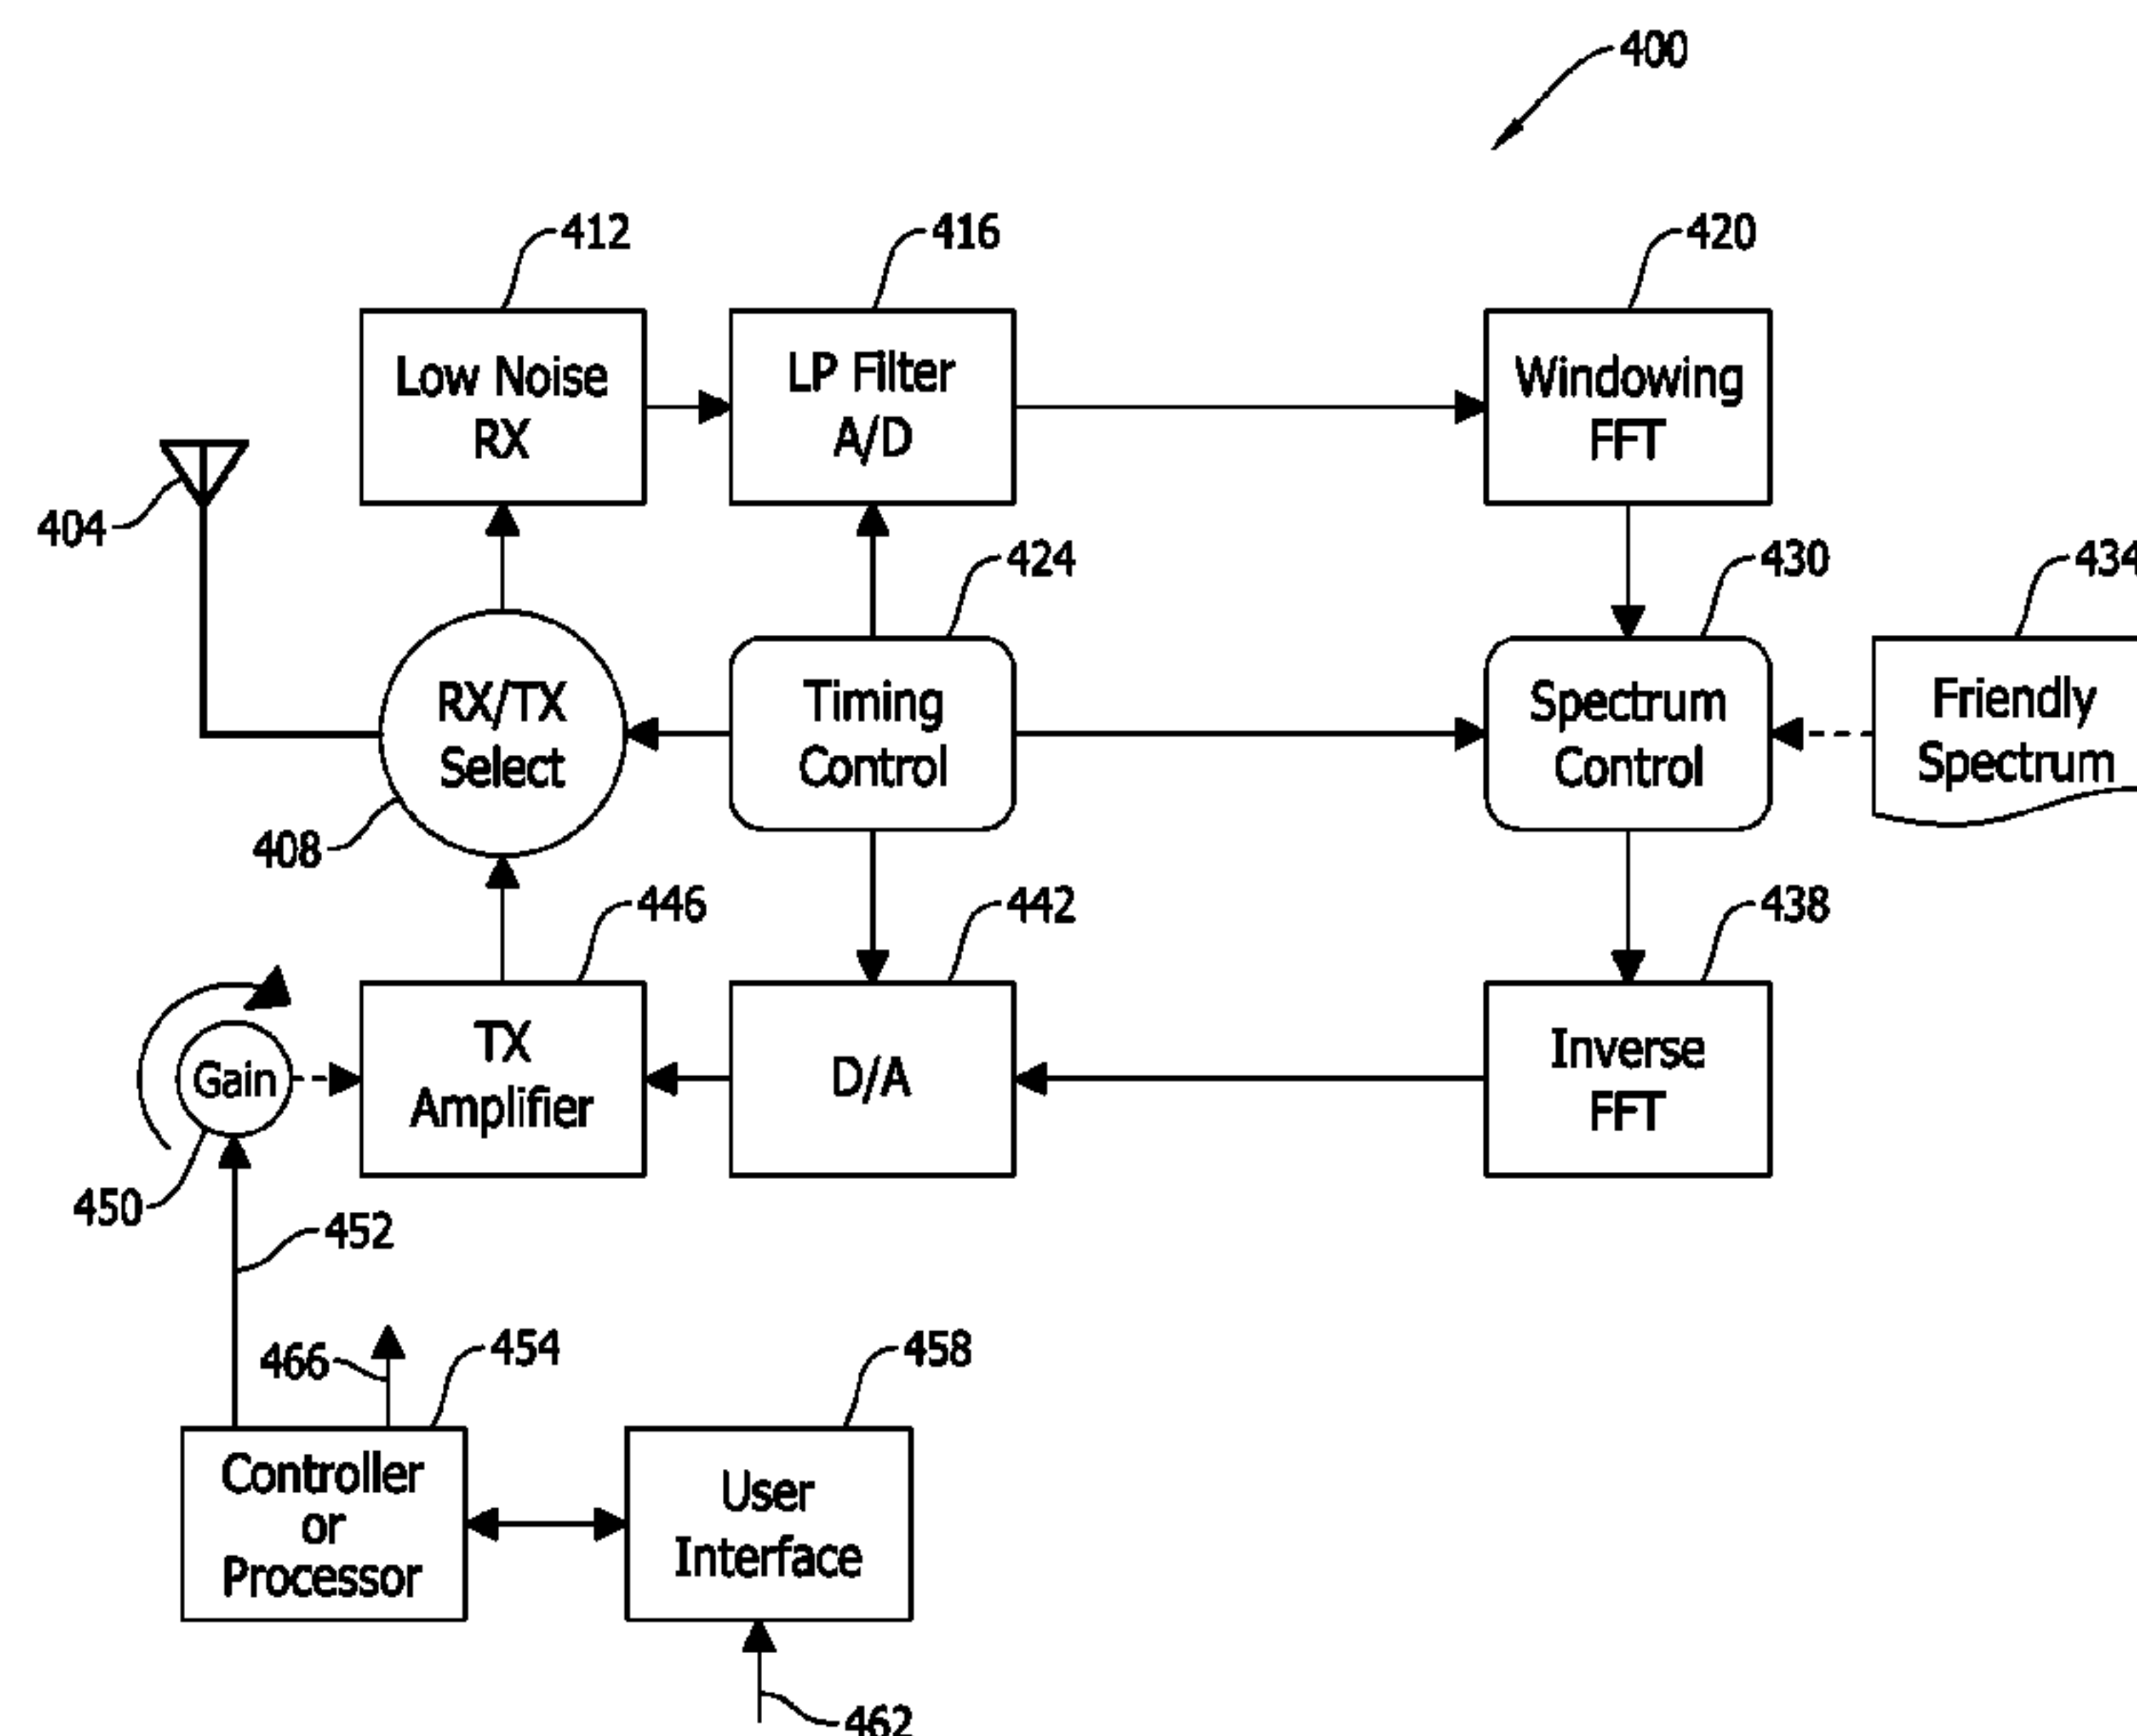 400
412
416
420
Low Noise
RX
LP Filter
A/D
Windowing
FFT
404
424
430
434
RX/TX
Select
Timing
Control
Spectrum
Control
Friendly
Spectrum
408
446
442
438
Gain
TX
Amplifier
D/A
Inverse
FFT
450
452
466
454
458
Controller
or
Processor
User
Interface
462